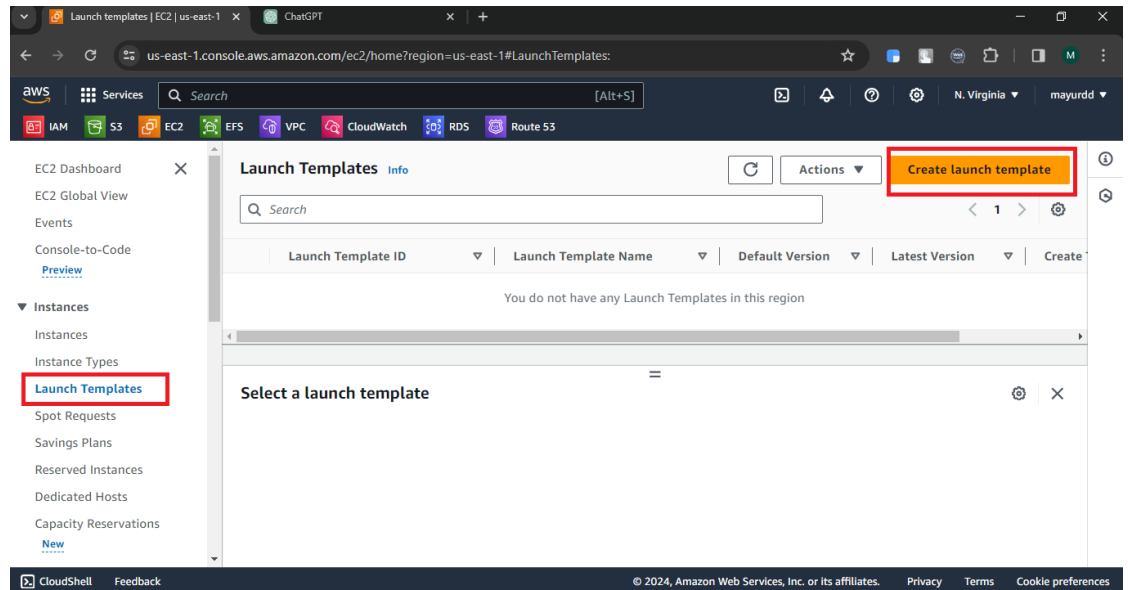 Launch templates | EC2 | us-east-1
ChatGPT
us-east-1.console.aws.amazon.com/ec2/home?region=us-east-1#LaunchTemplates:
M
aws
Services
Search
[Alt+S]
N. Virginia
mayurdd
IAM
S3
EC2
EFS
VPC
CloudWatch
RDS
Route 53
EC2 Dashboard
EC2 Global View
Events
Console-to-Code
Preview
Instances
Instances
Instance Types
Launch Templates
Spot Requests
Savings Plans
Reserved Instances
Dedicated Hosts
Capacity Reservations
New
Launch Templates Info
Actions
Create launch template
Search
1
Launch Template ID
Launch Template Name
Default Version
Latest Version
Create
You do not have any Launch Templates in this region
Select a launch template
CloudShell
Feedback
© 2024, Amazon Web Services, Inc. or its affiliates.
Privacy
Terms
Cookie preferences